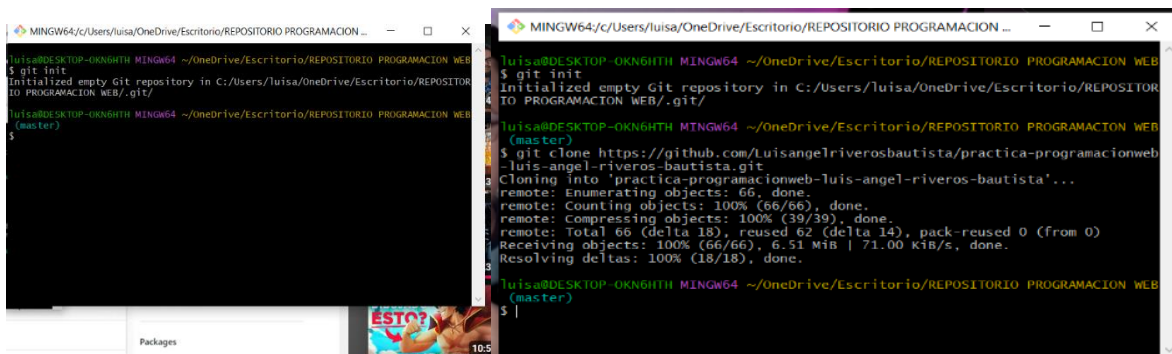 MINGW64:/c/Users/luisa/OneDrive/Escritorio/REPOSITORIO PROGRAMACION ...
luisa@DESKTOP-OKN6HTH MINGW64 ~/OneDrive/Escritorio/REPOSITORIO PROGRAMACION WEB
$ git init
Initialized empty Git repository in C:/Users/luisa/OneDrive/Escritorio/REPOSITOR
IO PROGRAMACION WEB/.git/
luisa@DESKTOP-OKN6HTH MINGW64 ~/OneDrive/Escritorio/REPOSITORIO PROGRAMACION WEB
(master)
$
Packages
ESTO?
10:5
MINGW64:/c/Users/luisa/OneDrive/Escritorio/REPOSITORIO PROGRAMACION ...
luisa@DESKTOP-OKN6HTH MINGW64 ~/OneDrive/Escritorio/REPOSITORIO PROGRAMACION WEB
$ git init
Initialized empty Git repository in C:/Users/luisa/OneDrive/Escritorio/REPOSITOR
IO PROGRAMACION WEB/.git/
luisa@DESKTOP-OKN6HTH MINGW64 ~/OneDrive/Escritorio/REPOSITORIO PROGRAMACION WEB
(master)
$ git clone https://github.com/Luisangelriverosbautista/practica-programacionweb
-luis-angel-riveros-bautista.git
Cloning into 'practica-programacionweb-luis-angel-riveros-bautista'...
remote: Enumerating objects: 66, done.
remote: Counting objects: 100% (66/66), done.
remote: Compressing objects: 100% (39/39), done.
remote: Total 66 (delta 18), reused 62 (delta 14), pack-reused 0 (from 0)
Receiving objects: 100% (66/66), 6.51 MiB | 71.00 KiB/s, done.
Resolving deltas: 100% (18/18), done.
luisa@DESKTOP-OKN6HTH MINGW64 ~/OneDrive/Escritorio/REPOSITORIO PROGRAMACION WEB
(master)
$